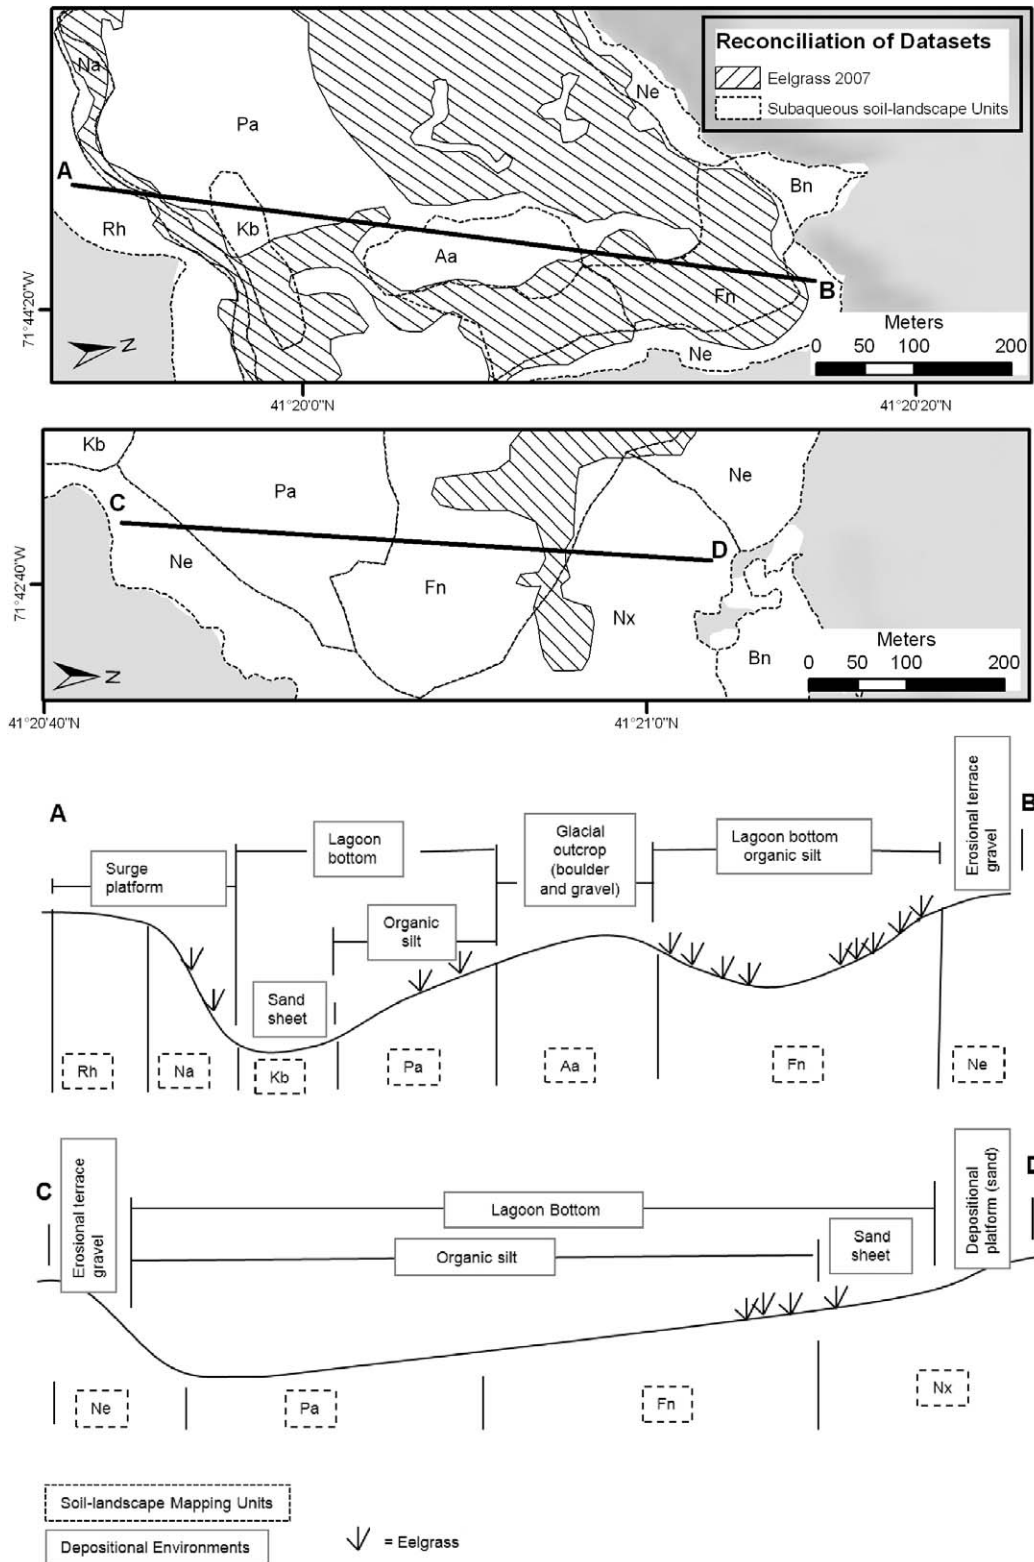 Reconciliation of Datasets
Eelgrass 2007
Subaqueous soil-landscape Units
Na
Ne
Pa
A
Bn
Rh
Kb
Aa
Fn
B
Ne
71°44'20"W
N
Meters
0 50 100 200
41°20'0"N
41°20'20"N
Kb
Pa
Ne
C
D
Ne
Fn
Nx
71°42'40"W
Bn
N
Meters
0 50 100 200
41°20'40"N
41°21'0"N
A
B
Surge
platform
Lagoon
bottom
Organic
silt
Sand
sheet
Glacial
outcrop
(boulder
and gravel)
Lagoon bottom
organic silt
Erosional terrace
gravel
Rh
Na
Kb
Pa
Aa
Fn
Ne
C
D
Erosional terrace
gravel
Lagoon Bottom
Organic silt
Sand
sheet
Depositional
platform (sand)
Ne
Pa
Fn
Nx
Soil-landscape Mapping Units
Depositional Environments
= Eelgrass